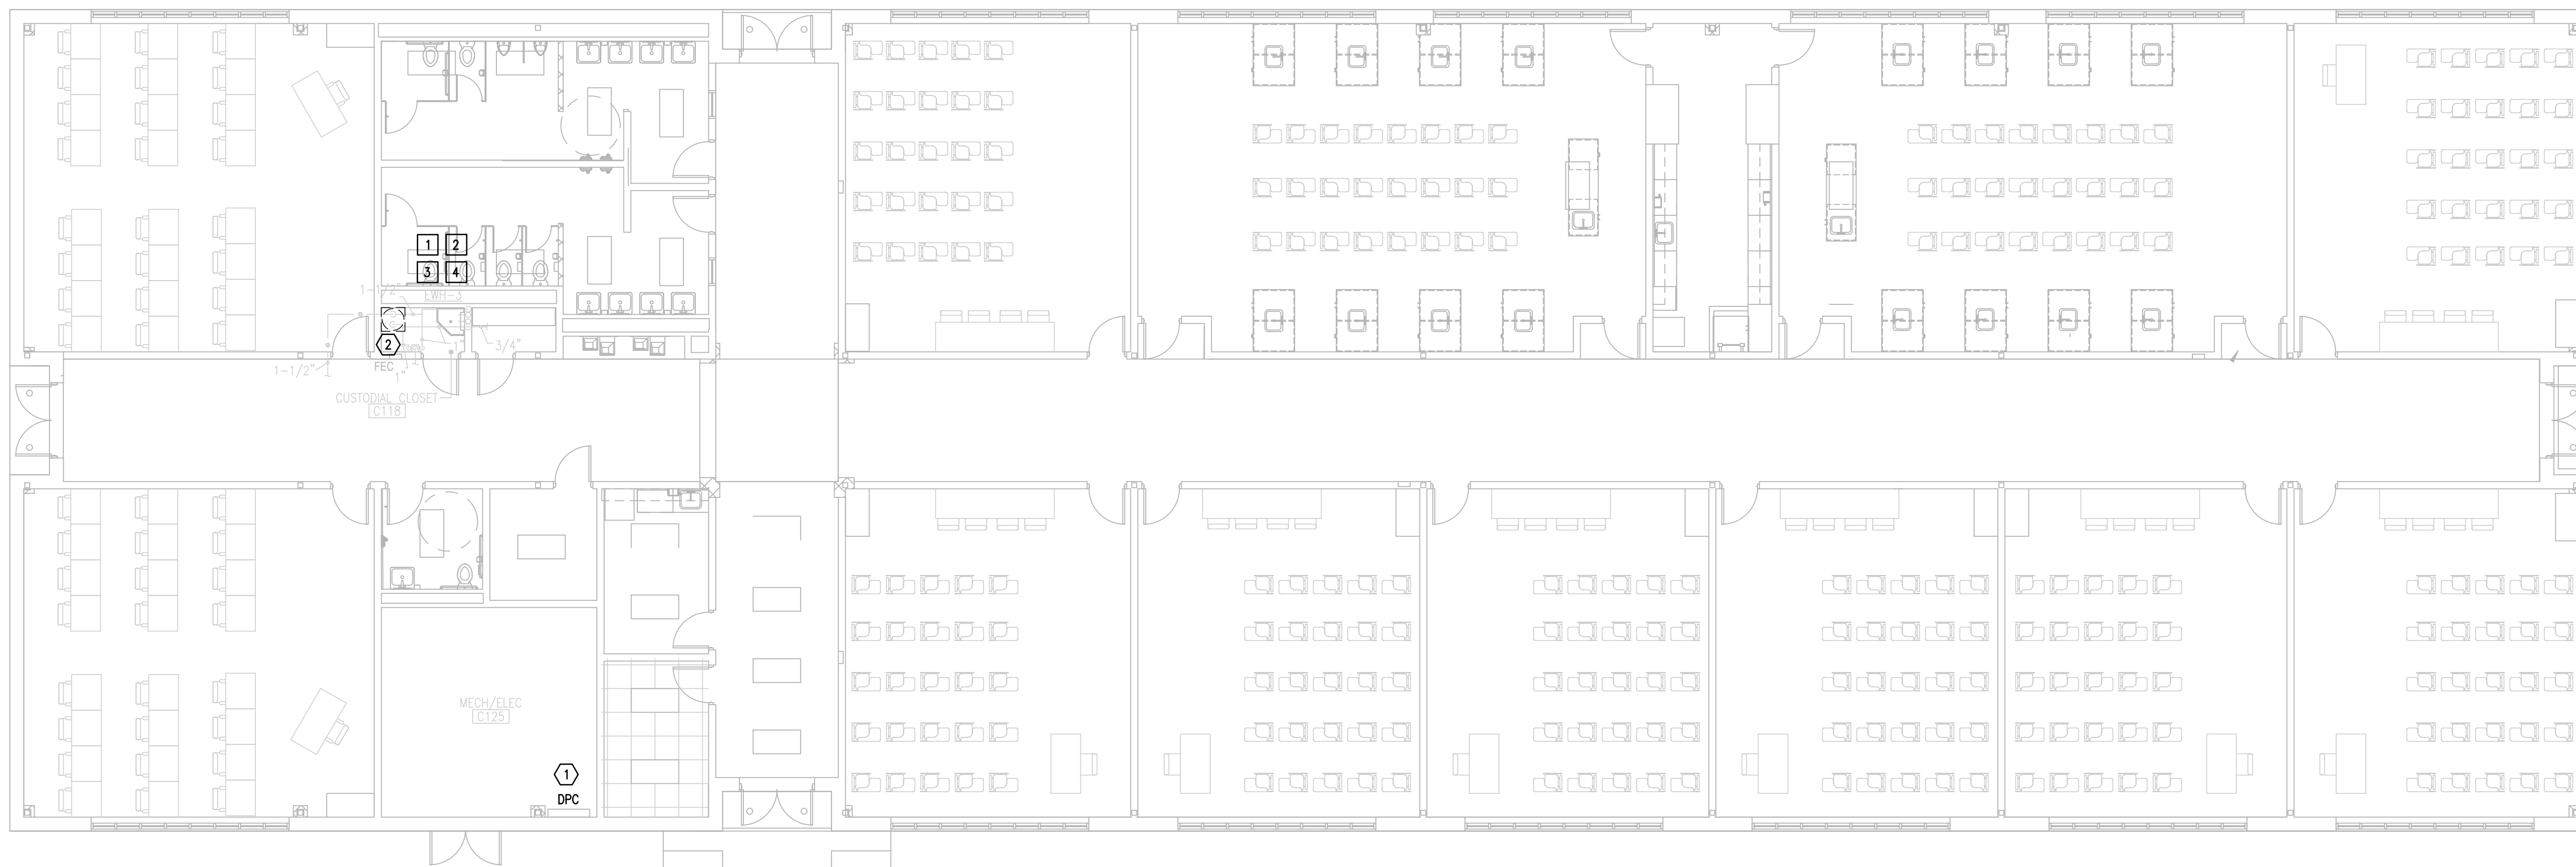 1 2
3 4
1-1/2"
EWH-3
2
1"
3/4"
FEC
1-1/2"
1"
CUSTODIAL CLOSET
C118
MECH/ELEC
C125
1
DPC